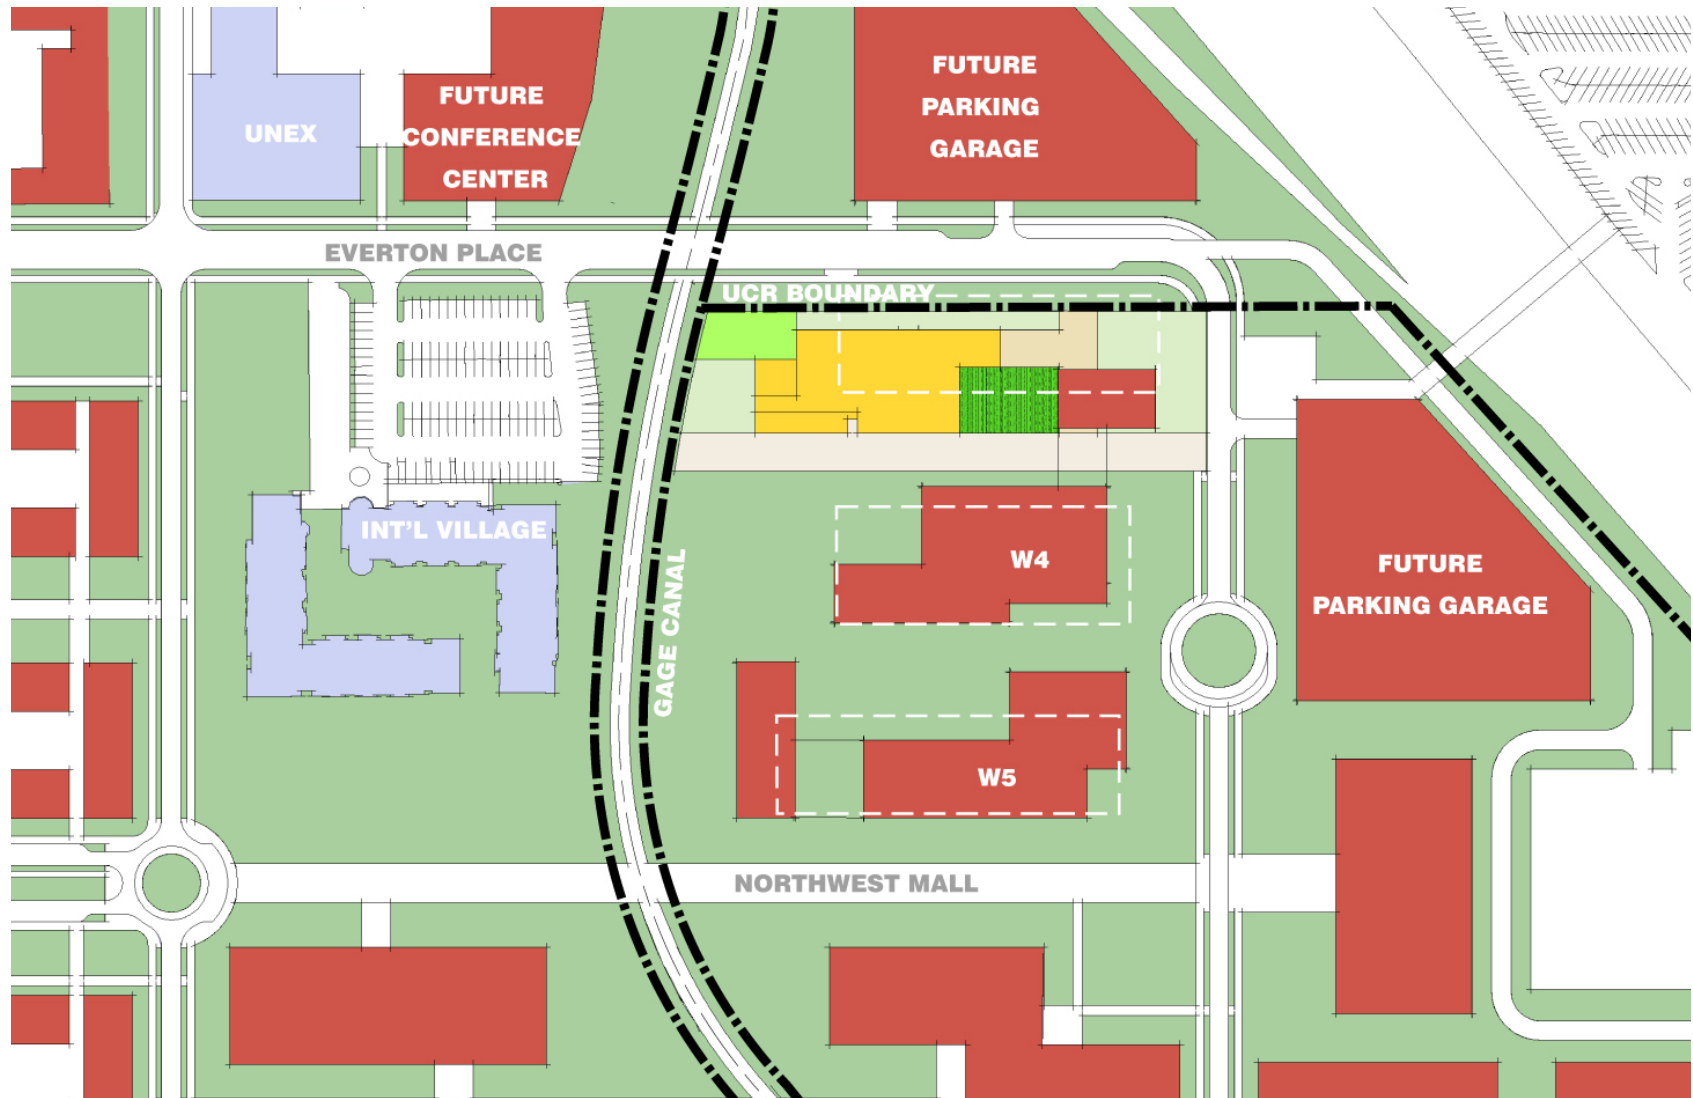 FUTURE
PARKING
GARAGE
FUTURE
CONFERENCE
CENTER
UNEX
EVERTON PLACE
UCR BOUNDARY
INT'L VILLAGE
W4
FUTURE
PARKING GARAGE
GAGE CANAL
W5
NORTHWEST MALL